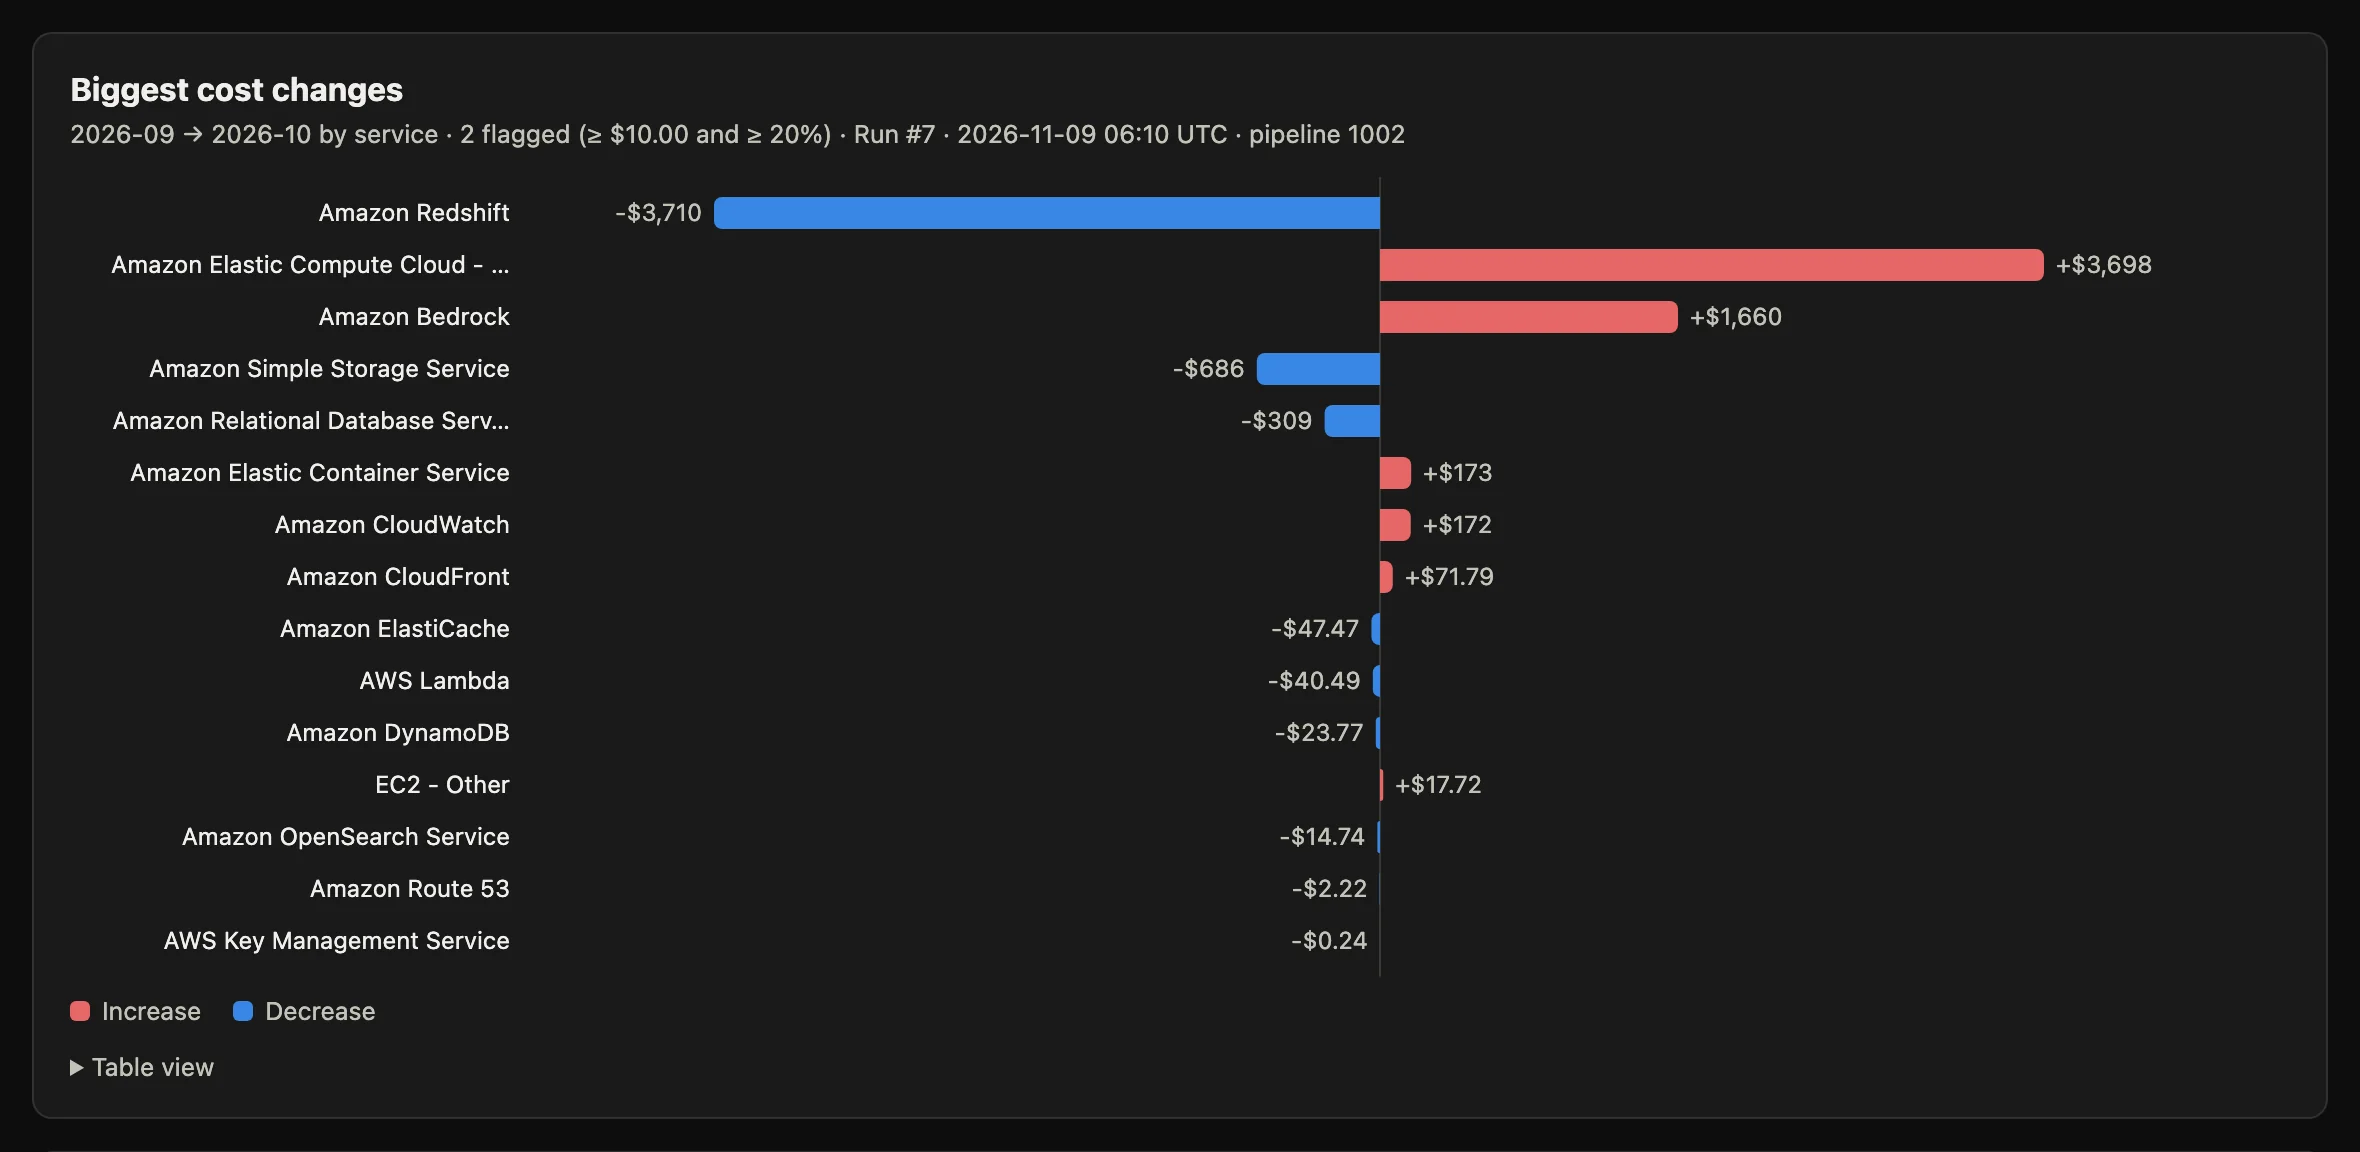 Biggest cost changes
2026-09 → 2026-10 by service · 2 flagged (≥ $10.00 and ≥ 20%) · Run #7 · 2026-11-09 06:10 UTC · pipeline 1002
Amazon Redshift -$3,710
Amazon Elastic Compute Cloud - ... +$3,698
Amazon Bedrock +$1,660
Amazon Simple Storage Service -$686
Amazon Relational Database Serv... -$309
Amazon Elastic Container Service +$173
Amazon CloudWatch +$172
Amazon CloudFront +$71.79
Amazon ElastiCache -$47.47
AWS Lambda -$40.49
Amazon DynamoDB -$23.77
EC2 - Other +$17.72
Amazon OpenSearch Service -$14.74
Amazon Route 53 -$2.22
AWS Key Management Service -$0.24
Increase Decrease
▶ Table view